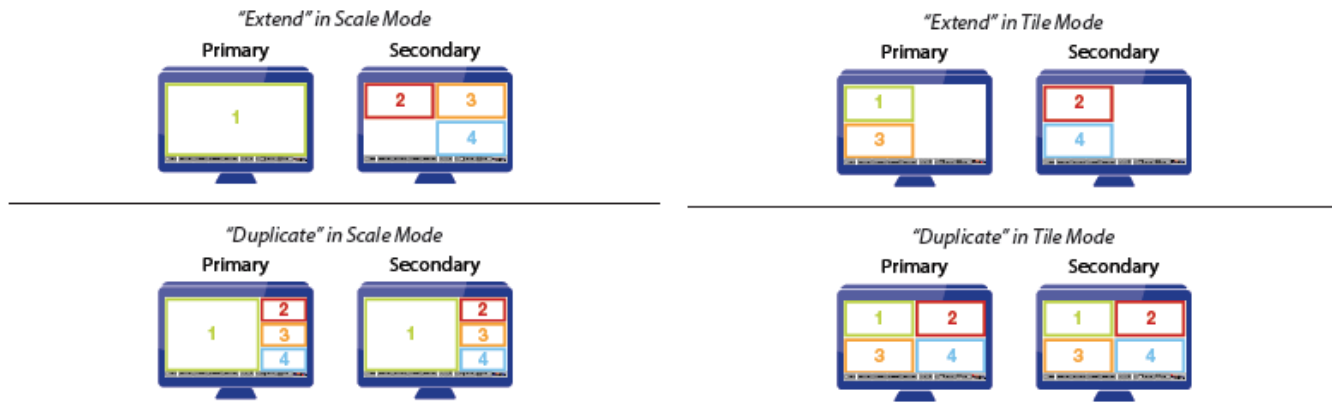 “Extend” in Scale Mode
Primary Secondary
1 2 3
4
“Extend” in Tile Mode
Primary Secondary
1 2
3 4
“Duplicate” in Scale Mode
Primary Secondary
1 2 1 2
3 3
4 4
“Duplicate” in Tile Mode
Primary Secondary
1 2 1 2
3 4 3 4